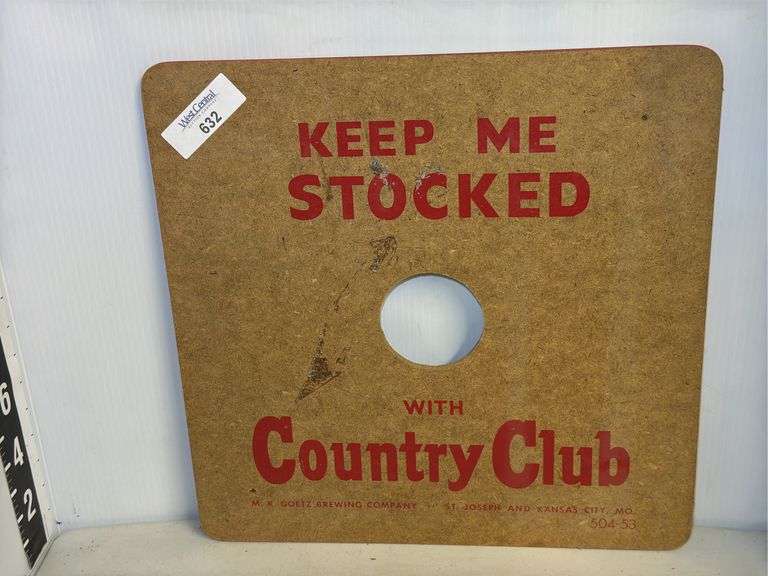 West Central
632
KEEP ME
STOCKED
WITH
Country Club
M. K. GOETZ BREWING COMPANY ST. JOSEPH AND KANSAS CITY, MO.
504-53
6
4
2